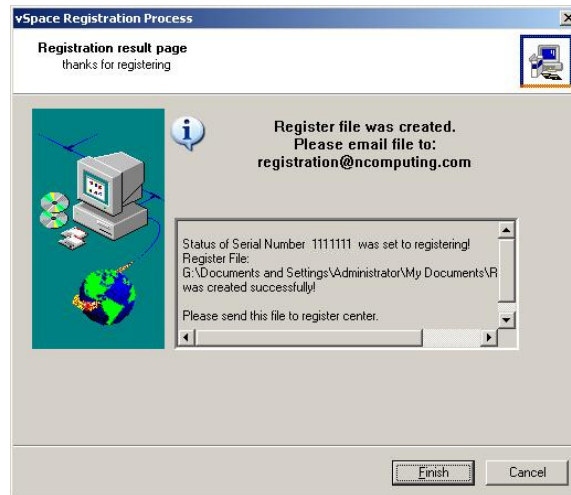 vSpace Registration Process
Registration result page
thanks for registering
Register file was created.
Please email file to:
registration@ncomputing.com
Status of Serial Number 1111111 was set to registering!
Register File:
G:\Documents and Settings\Administrator\My Documents\R
was created successfully!
Please send this file to register center.
Finish
Cancel